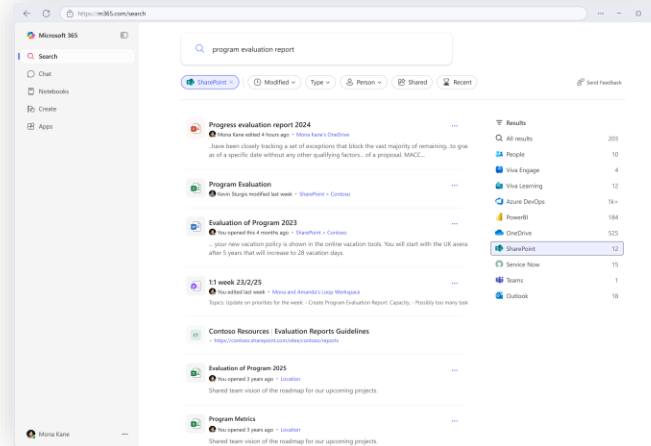 https://m365.com/search
Microsoft 365
Search
Chat
Notebooks
Create
Apps
Mona Kane
program evaluation report
SharePoint
Modified
Type
Person
Shared
Recent
Send Feedback
Progress evaluation report 2024
Mona Kane edited 4 hours ago • Mona Kane's OneDrive
...have been closely tracking a set of exceptions that block the vast majority of remaining...to grar
as of a specific date without any other qualifying factors... of a proposal. MACC...
Program Evaluation
Kevin Sturgis modified last week • SharePoint > Contoso
Evaluation of Program 2023
You opened this 4 months ago • SharePoint > Contoso
... your new vacation policy is shown in the online vacation tools. You will start with the UK avera
after 5 years that will increase to 28 vacation days
1:1 week 23/2/25
You edited last week • Mona and Amanda's Loop Workspace
Topics: Update on priorities for the week: - Create Program Evaluation Report. Capacity, - Possibly too many task
Contoso Resources | Evaluation Reports Guidelines
• https://contoso.sharepoint.com/sites/contoso/reports
Evaluation of Program 2025
You opened 3 years ago • Location
Shared team vision of the roadmap for our upcoming projects.
Program Metrics
You opened 3 years ago • Location
Shared team vision of the roadmap for our upcoming projects.
Results
All results 203
People 10
Viva Engage 4
Viva Learning 12
Azure DevOps 1k+
PowerBI 184
OneDrive 525
SharePoint 12
Service Now 15
Teams 1
Outlook 18